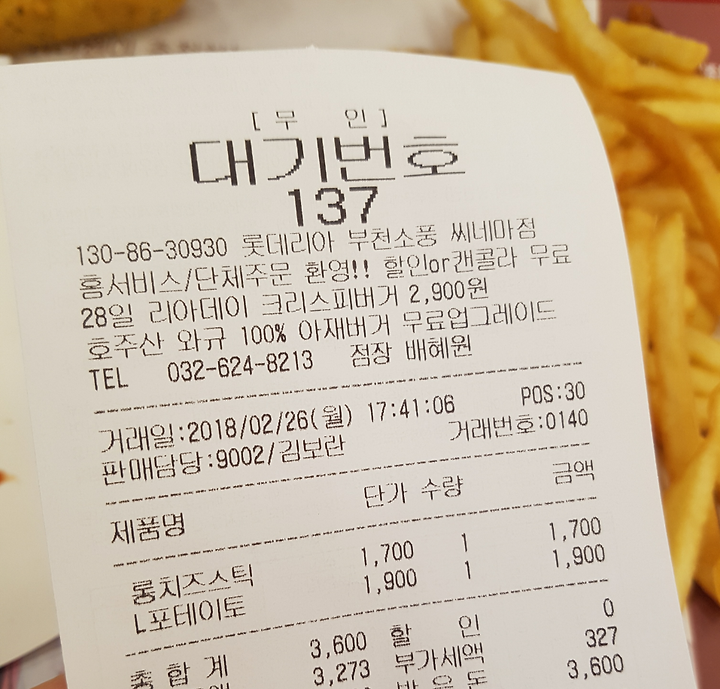 [무 인]
대기번호
137
130-86-30930 롯데리아 부천소풍 씨네마점
홈서비스/단체주문 환영!! 할인or캔콜라 무료
28일 리아데이 크리스피버거 2,900원
호주산 와규 100% 아재버거 무료업그레이드
TEL 032-624-8213 점장 배혜원
거래일:2018/02/26(월) 17:41:06 POS:30
판매담당:9002/김보란 거래번호:0140
제품명 단가 수량 금액
롱치즈스틱 1,700 1 1,700
L포테이토 1,900 1 1,900
총 합 계 3,600 할 인 0
3,273 부가세액 327
받 은 돈 3,600